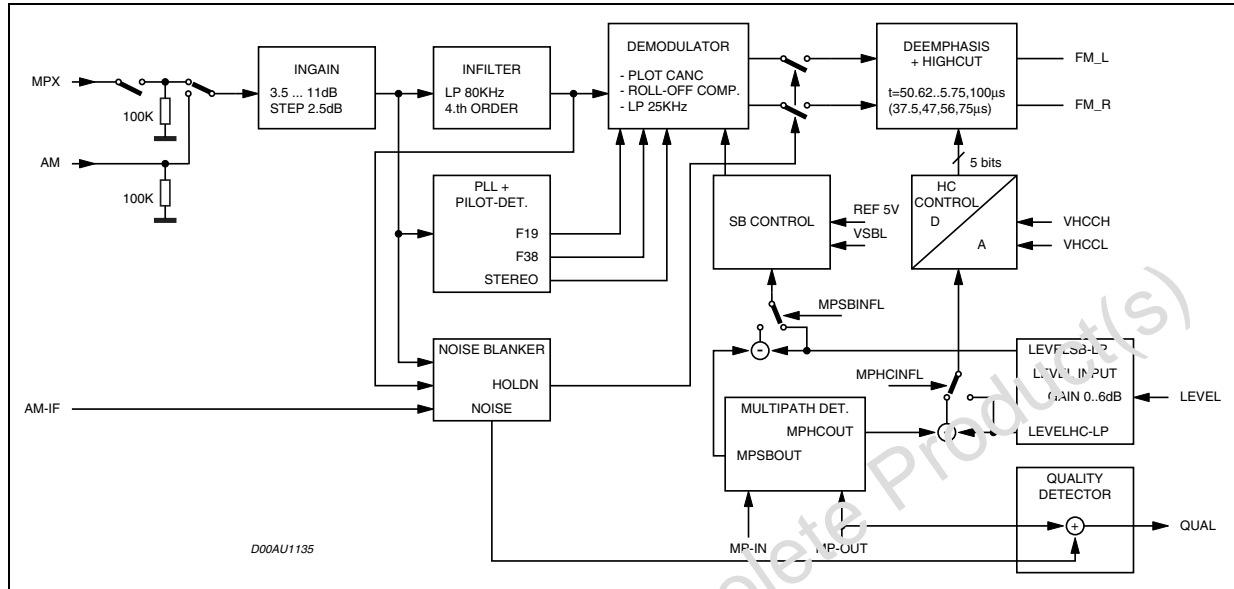 MPX
100K
AM
100K
INGAIN
3.5 ... 11dB
STEP 2.5dB
INFILTER
LP 80KHz
4.th ORDER
DEMODULATOR
- PLOT CANC
- ROLL-OFF COMP.
- LP 25KHz
DEEMPHASIS
+ HIGHCUT
t=50.62..5.75,100µs
(37.5,47,56,75µs)
FM_L
FM_R
5 bits
PLL +
PILOT-DET.
F19
F38
STEREO
SB CONTROL
REF 5V
VSBL
HC
CONTROL
D
A
VHCCH
VHCCL
MPSBINFL
-
NOISE BLANKER
HOLDN
NOISE
AM-IF
MPHCINFL
LEVELSB-LP
LEVEL INPUT
GAIN 0..6dB
LEVELHC-LP
LEVEL
MULTIPATH DET.
MPHCOUT
MPSBOUT
QUALITY
DETECTOR
+
QUAL
MP-IN
MP-OUT
D00AU1135
lete Product(s)